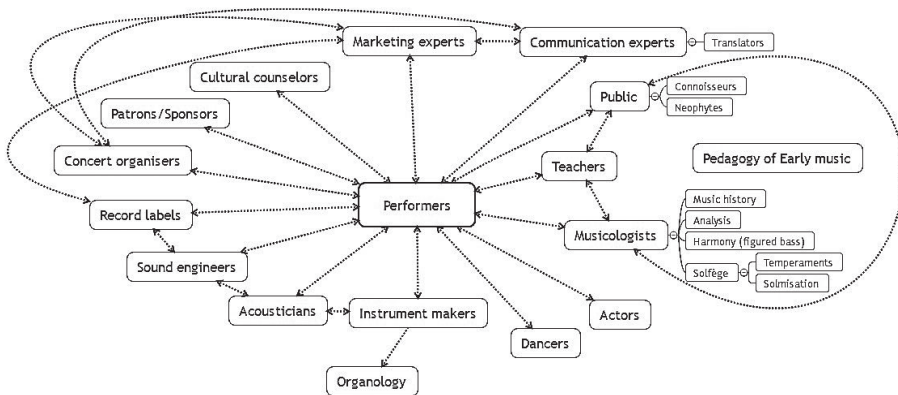 Marketing experts
Communication experts
Translators
Cultural counselors
Public
Connoisseurs
Neophytes
Patrons/Sponsors
Concert organisers
Teachers
Pedagogy of Early music
Performers
Record labels
Musicologists
Music history
Analysis
Harmony (figured bass)
Solfège
Temperaments
Solmisation
Sound engineers
Acousticians
Instrument makers
Actors
Dancers
Organology